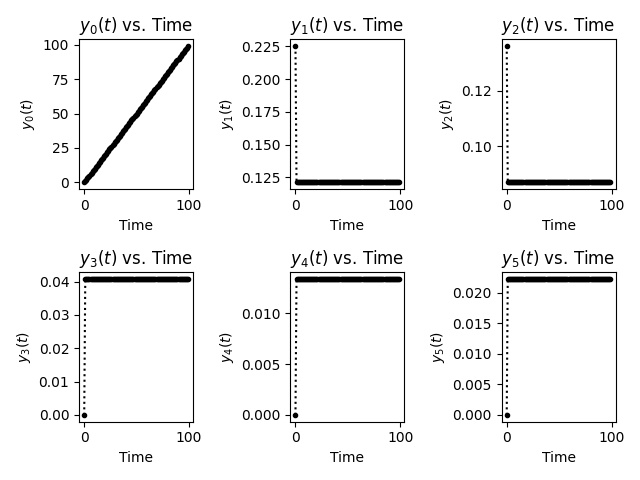 y₀(t) vs. Time
y₁(t) vs. Time
y₂(t) vs. Time
100
75
50
25
0
y₀(t)
0
100
Time
0.225
0.200
0.175
0.150
0.125
y₁(t)
0
100
Time
0.12
0.10
y₂(t)
0
100
Time
y₃(t) vs. Time
y₄(t) vs. Time
y₅(t) vs. Time
0.04
0.03
0.02
0.01
0.00
y₃(t)
0
100
Time
0.010
0.005
0.000
y₄(t)
0
100
Time
0.020
0.015
0.010
0.005
0.000
y₅(t)
0
100
Time